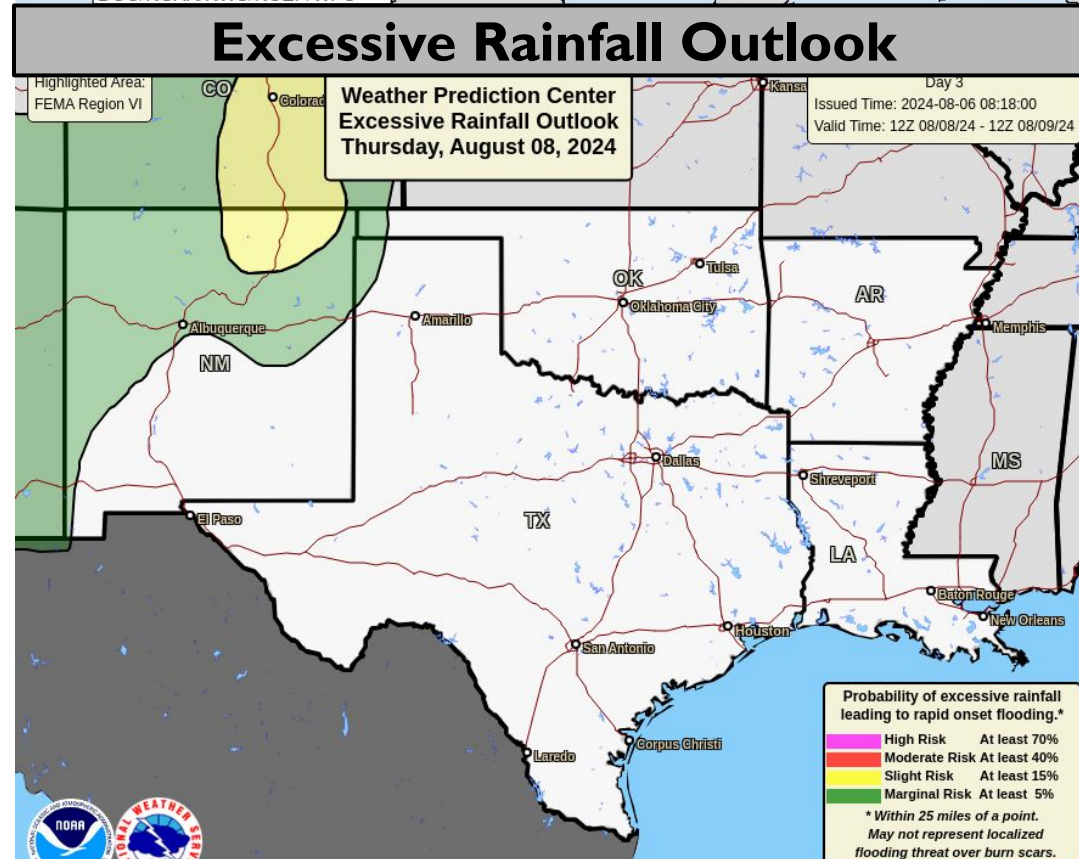 Excessive Rainfall Outlook
Highlighted Area:
FEMA Region VI
Weather Prediction Center
Excessive Rainfall Outlook
Thursday, August 08, 2024
Day 3
Issued Time: 2024-08-06 08:18:00
Valid Time: 12Z 08/08/24 - 12Z 08/09/24
CO
Colorad
Kansa
OK
Tulsa
Oklahoma City
AR
Albuquerque
Amarillo
Memphis
NM
Dallas
MS
Shreveport
El Paso
TX
LA
Baton Rouge
New Orleans
Houston
San Antonio
Corpus Christi
Laredo
Probability of excessive rainfall
leading to rapid onset flooding.*
High Risk At least 70%
Moderate Risk At least 40%
Slight Risk At least 15%
Marginal Risk At least 5%
* Within 25 miles of a point.
May not represent localized
flooding threat over burn scars.
NOAA
WEATHER